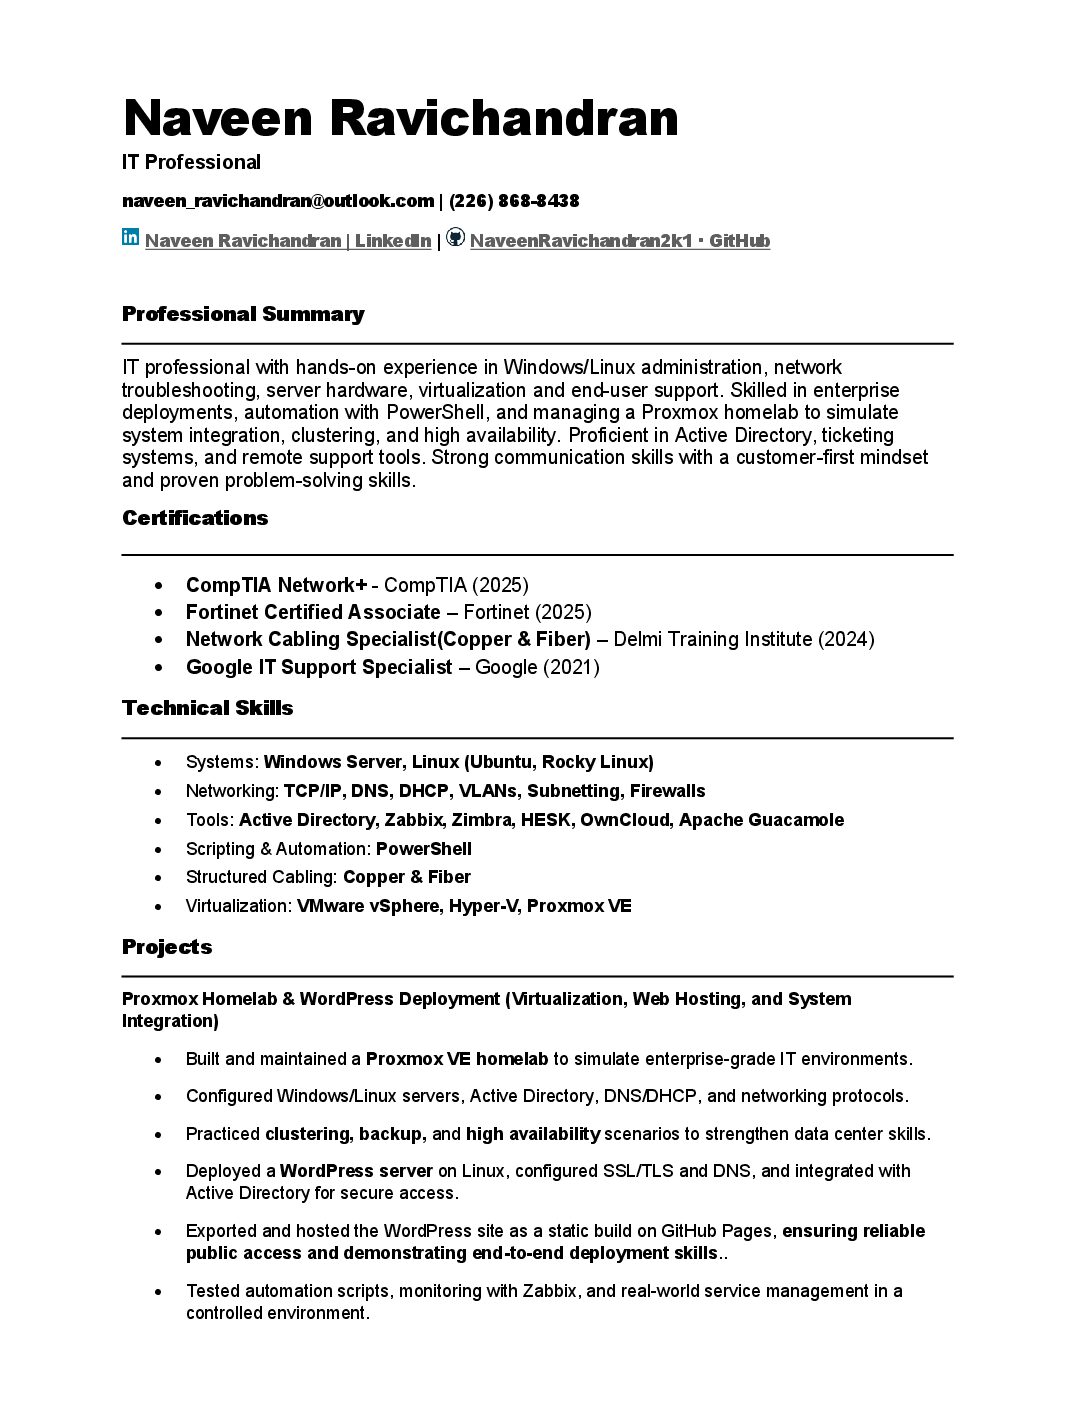 Naveen Ravichandran
IT Professional
naveen_ravichandran@outlook.com | (226) 868-8438
Naveen Ravichandran | LinkedIn | NaveenRavichandran2k1 · GitHub
Professional Summary
IT professional with hands-on experience in Windows/Linux administration, network
troubleshooting, server hardware, virtualization and end-user support. Skilled in enterprise
deployments, automation with PowerShell, and managing a Proxmox homelab to simulate
system integration, clustering, and high availability. Proficient in Active Directory, ticketing
systems, and remote support tools. Strong communication skills with a customer-first mindset
and proven problem-solving skills.
Certifications
• CompTIA Network+ - CompTIA (2025)
• Fortinet Certified Associate – Fortinet (2025)
• Network Cabling Specialist(Copper & Fiber) – Delmi Training Institute (2024)
• Google IT Support Specialist – Google (2021)
Technical Skills
• Systems: Windows Server, Linux (Ubuntu, Rocky Linux)
• Networking: TCP/IP, DNS, DHCP, VLANs, Subnetting, Firewalls
• Tools: Active Directory, Zabbix, Zimbra, HESK, OwnCloud, Apache Guacamole
• Scripting & Automation: PowerShell
• Structured Cabling: Copper & Fiber
• Virtualization: VMware vSphere, Hyper-V, Proxmox VE
Projects
Proxmox Homelab & WordPress Deployment (Virtualization, Web Hosting, and System
Integration)
• Built and maintained a Proxmox VE homelab to simulate enterprise-grade IT environments.
• Configured Windows/Linux servers, Active Directory, DNS/DHCP, and networking protocols.
• Practiced clustering, backup, and high availability scenarios to strengthen data center skills.
• Deployed a WordPress server on Linux, configured SSL/TLS and DNS, and integrated with
Active Directory for secure access.
• Exported and hosted the WordPress site as a static build on GitHub Pages, ensuring reliable
public access and demonstrating end-to-end deployment skills..
• Tested automation scripts, monitoring with Zabbix, and real-world service management in a
controlled environment.